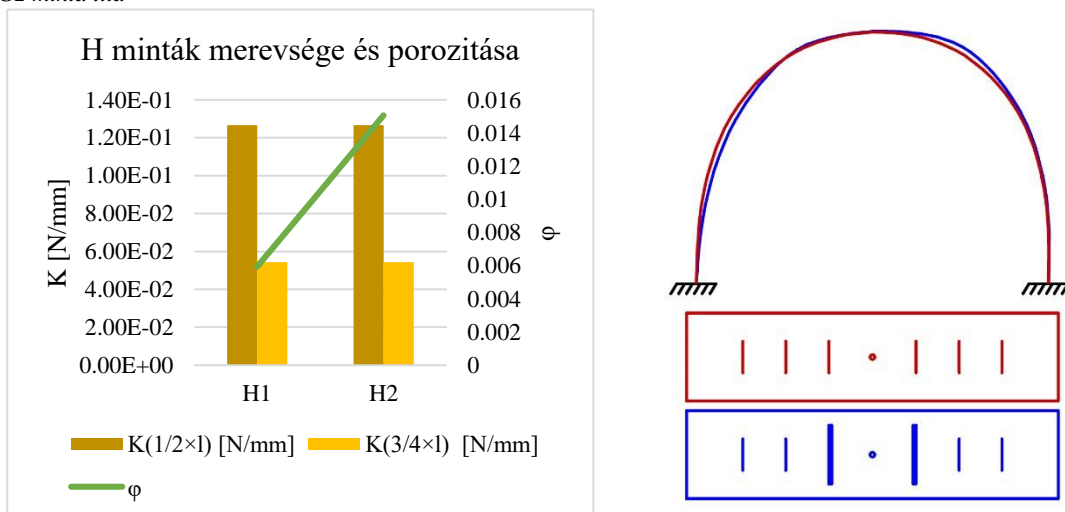 H minták merevsége és porozitása
K [N/mm]
1.40E-01
1.20E-01
1.00E-01
8.00E-02
6.00E-02
4.00E-02
2.00E-02
0.00E+00
0.016
0.014
0.012
0.01
0.008
0.006
0.004
0.002
0
φ
H1 H2
K(1/2×l) [N/mm] K(3/4×l) [N/mm]
φ